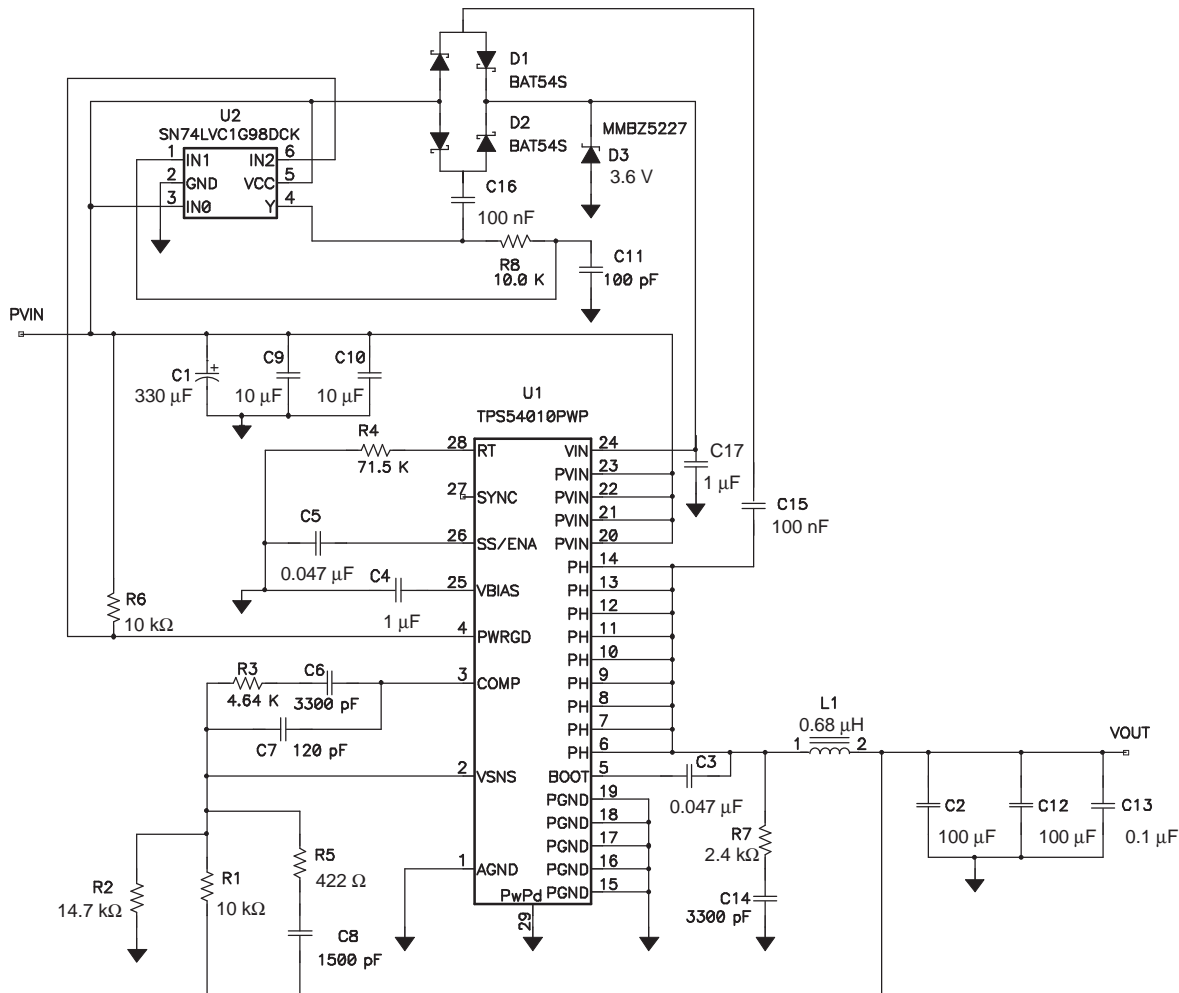 D1
BAT54S
U2
SN74LVC1G98DCK
D2
BAT54S
MMBZ5227
D3
3.6 V
1 IN1 IN2 6
2 GND VCC 5
3 IN0 Y 4
C16
100 nF
R8
10.0 K
C11
100 pF
PVIN
C1
+
330 μF
C9
10 μF
C10
10 μF
U1
TPS54010PWP
R4
71.5 K
28 RT VIN 24
C17
1 μF
PVIN 23
27 SYNC PVIN 22
PVIN 21
C15
100 nF
C5
0.047 μF
26 SS/ENA PVIN 20
PH 14
C4
1 μF
25 VBIAS PH 13
PH 12
R6
10 kΩ
4 PWRGD PH 11
PH 10
R3
4.64 K
C6
3300 pF
3 COMP PH 9
PH 8
C7 120 pF
PH 7
PH 6
L1
0.68 μH
1 2
VOUT
2 VSNS BOOT 5
C3
0.047 μF
PGND 19
PGND 18
PGND 17
1 AGND PGND 16
PGND 15
PwPd
29
R7
2.4 kΩ
C14
3300 pF
C2
100 μF
C12
100 μF
C13
0.1 μF
R2
14.7 kΩ
R1
10 kΩ
R5
422 Ω
C8
1500 pF